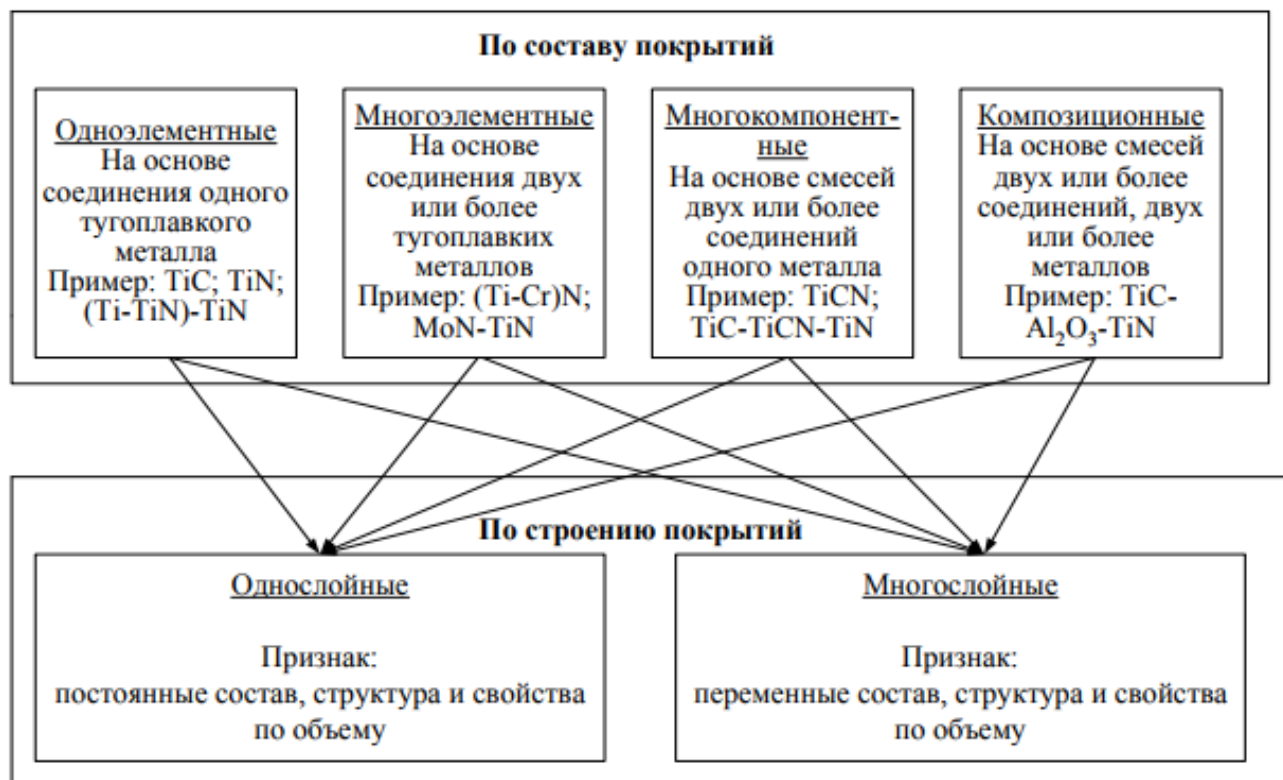 По составу покрытий
Одноэлементные
На основе
соединения одного
тугоплавкого
металла
Пример: TiC; TiN;
(Ti-TiN)-TiN
Многоэлементные
На основе
соединения двух
или более
тугоплавких
металлов
Пример: (Ti-Cr)N;
MoN-TiN
Многокомпонент-
ные
На основе смесей
двух или более
соединений
одного металла
Пример: TiCN;
TiC-TiCN-TiN
Композиционные
На основе смесей
двух или более
соединений, двух
или более
металлов
Пример: TiC-
Al₂O₃-TiN
По строению покрытий
Однослойные
Признак:
постоянные состав, структура и свойства
по объему
Многослойные
Признак:
переменные состав, структура и свойства
по объему